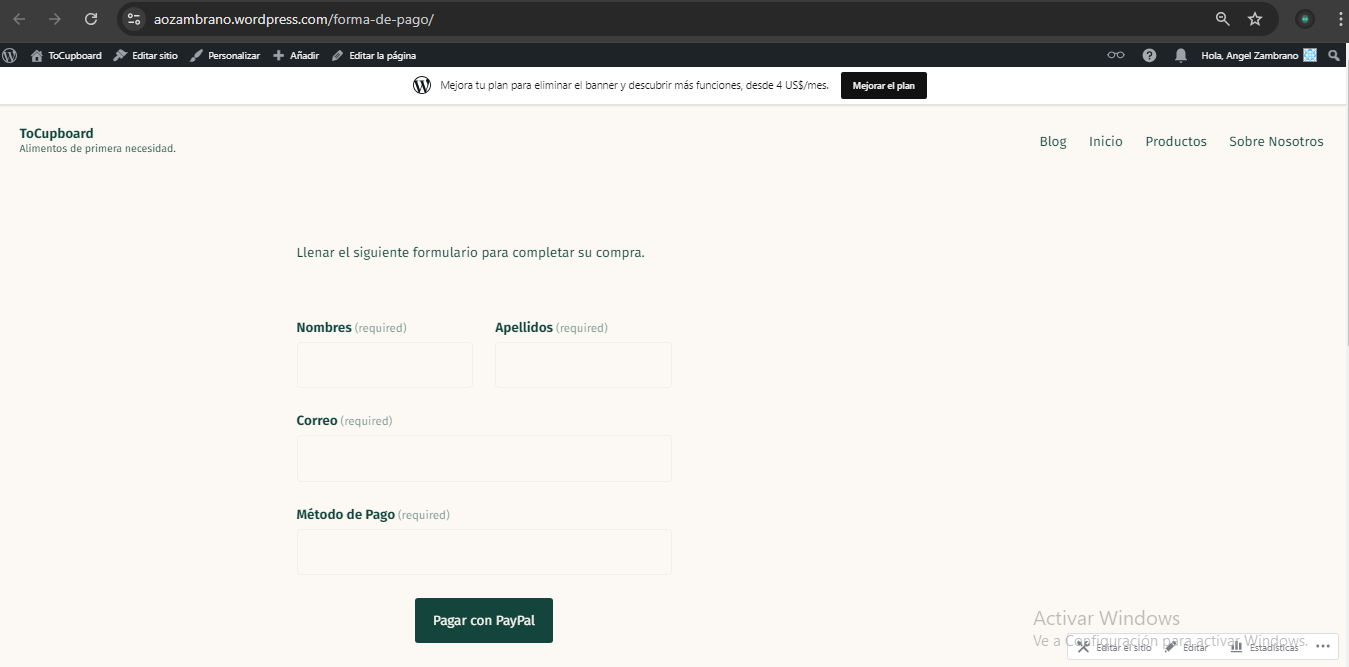 aozambrano.wordpress.com/forma-de-pago/
ToCupboard Editar sitio Personalizar Añadir Editar la página Hola, Angel Zambrano
Mejora tu plan para eliminar el banner y descubrir más funciones, desde 4 US$/mes. Mejorar el plan
ToCupboard
Alimentos de primera necesidad.
Blog Inicio Productos Sobre Nosotros
Llenar el siguiente formulario para completar su compra.
Nombres (required) Apellidos (required)
Correo (required)
Método de Pago (required)
Pagar con PayPal
Activar Windows
Ve a Configuración para activar Windows.
Editar el sitio Editar Estadísticas